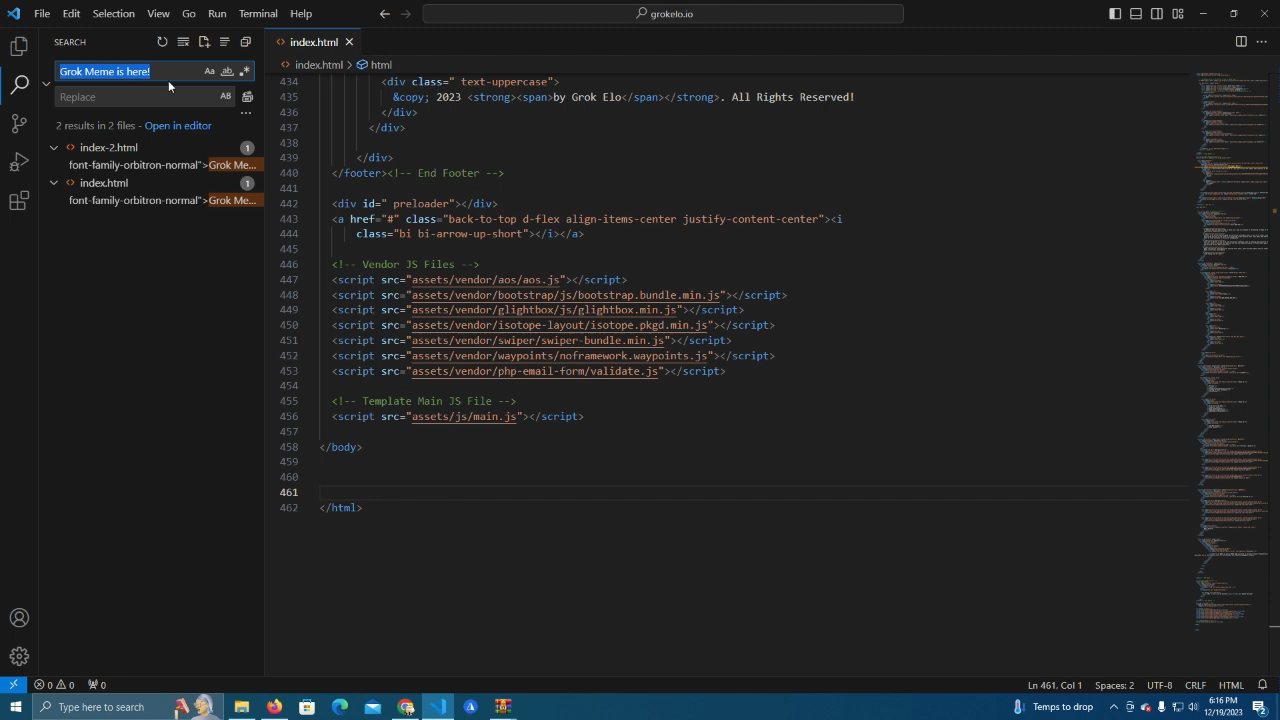 File Edit Selection View Go Run Terminal Help
grokelo.io
SEARCH
Grok Meme is here!
Aa ab .*
Replace
AB
2 results in 2 files - Open in editor
index-2.html 1
font-family-orbitron-normal">Grok Me...
index.html 1
font-family-orbitron-normal">Grok Me...
index.html
index.html > html
434 <div class=" text-uppercase">
435 &copy; <strong><span>Grok Elo</span></strong>. All Rights Reserved!
436 </div>
437 </div>
438
439 </div>
440
441
442 <div id="preloader"></div>
443 <a href="#" class="back-to-top d-flex align-items-center justify-content-center"><i
444 class="bi bi-arrow-up-short"></i></a>
445
446 <!-- Vendor JS Files -->
447 <script src="assets/vendor/aos/aos.js"></script>
448 <script src="assets/vendor/bootstrap/js/bootstrap.bundle.min.js"></script>
449 <script src="assets/vendor/glightbox/js/glightbox.min.js"></script>
450 <script src="assets/vendor/isotope-layout/isotope.pkgd.min.js"></script>
451 <script src="assets/vendor/swiper/swiper-bundle.min.js"></script>
452 <script src="assets/vendor/waypoints/noframework.waypoints.js"></script>
453 <script src="assets/vendor/php-email-form/validate.js"></script>
454
455 <!-- Template Main JS File -->
456 <script src="assets/js/main.js"></script>
457
458 </body>
459
460
461
462 </html>
0 0 0
Ln 461, Col 1 Spaces: 2 UTF-8 CRLF HTML
Type here to search
Temps to drop
6:16 PM
12/19/2023
2